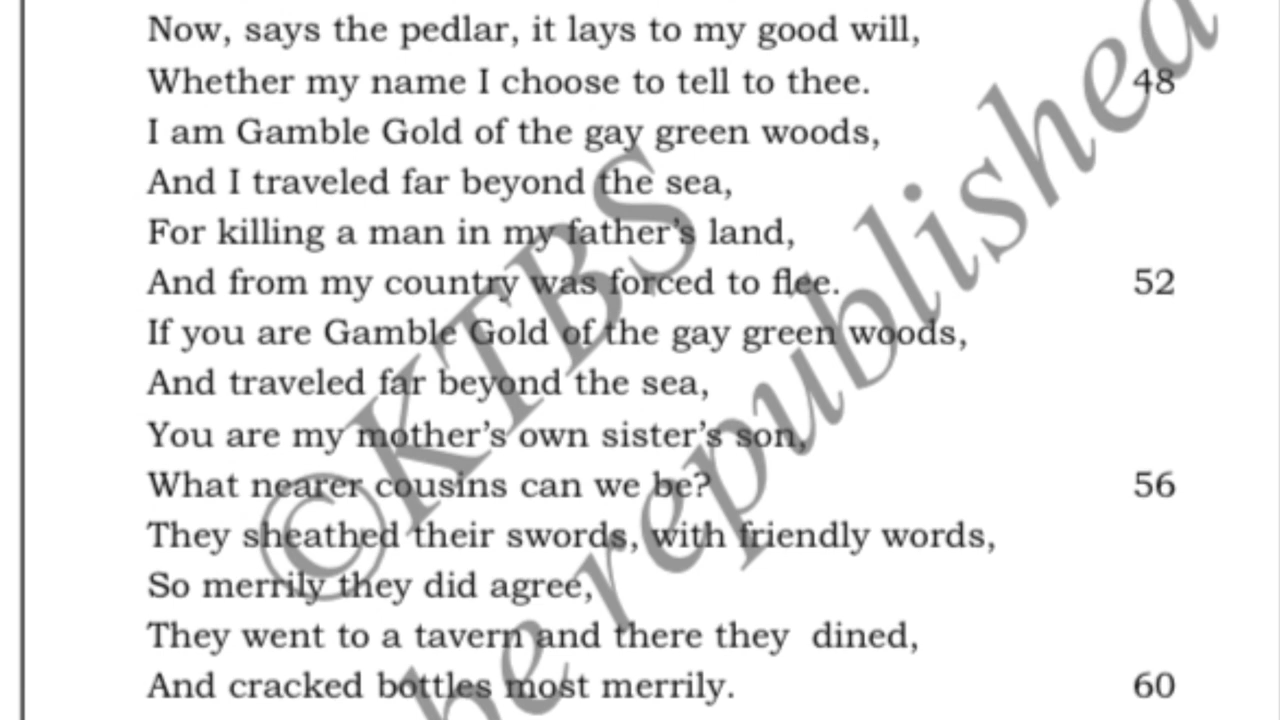 Now, says the pedlar, it lays to my good will,
Whether my name I choose to tell to thee. 48
I am Gamble Gold of the gay green woods,
And I traveled far beyond the sea,
For killing a man in my father's land,
And from my country was forced to flee. 52
If you are Gamble Gold of the gay green woods,
And traveled far beyond the sea,
You are my mother's own sister's son,
What nearer cousins can we be? 56
They sheathed their swords, with friendly words,
So merrily they did agree,
They went to a tavern and there they dined,
And cracked bottles most merrily. 60
©KTBS
be republished